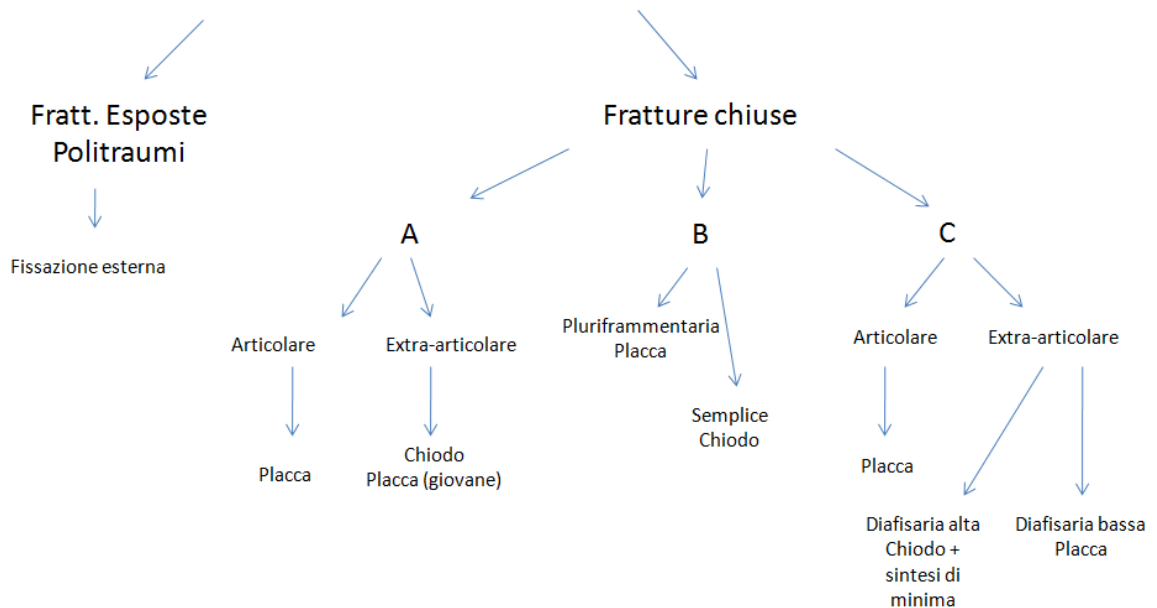 Fratt. Esposte
Politraumi
Fratture chiuse
A
B
C
Fissazione esterna
Articolare
Extra-articolare
Pluriframmentaria
Placca
Articolare
Extra-articolare
Semplice
Chiodo
Placca
Chiodo
Placca (giovane)
Placca
Diafisaria alta
Chiodo +
sintesi di
minima
Diafisaria bassa
Placca